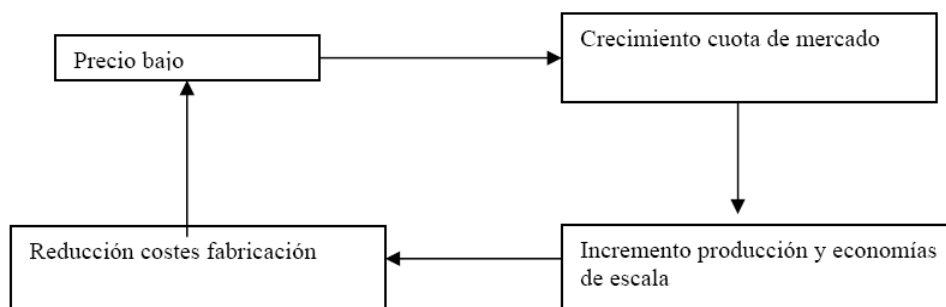 Precio bajo
Crecimiento cuota de mercado
Reducción costes fabricación
Incremento producción y economías
de escala